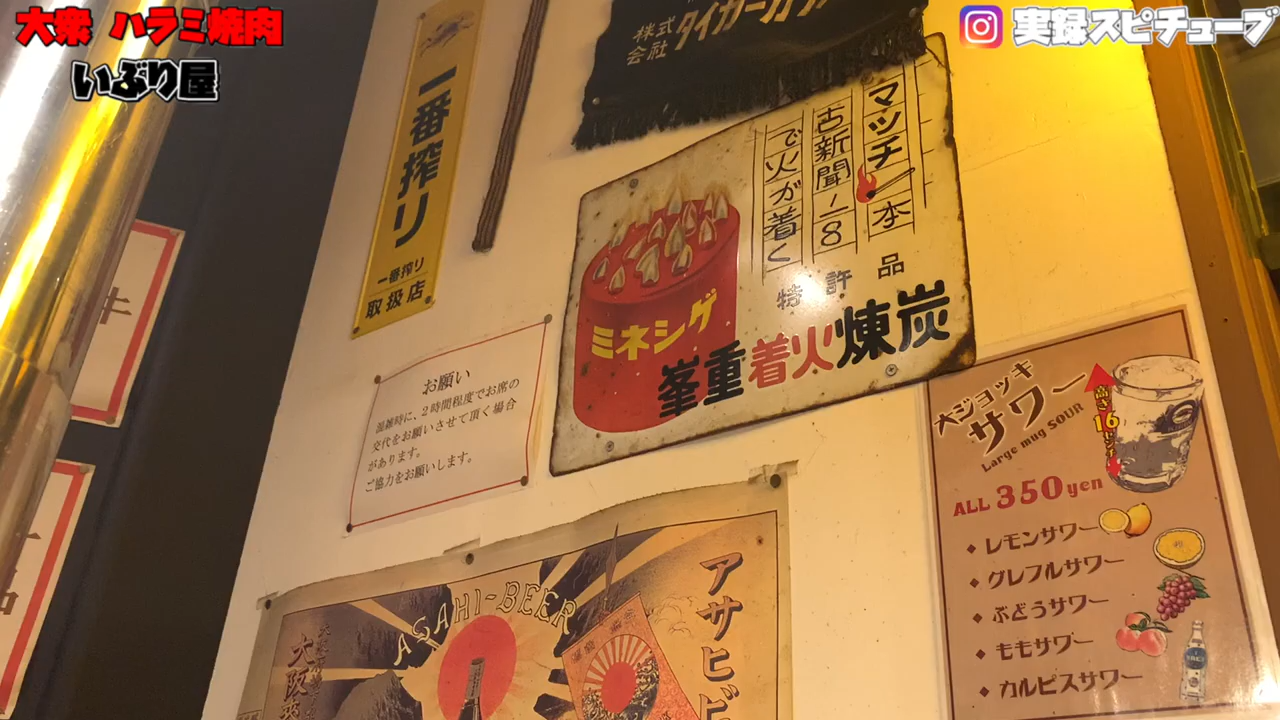 大衆 ハラミ焼肉
いぶり屋
実録スピチューブ
一番搾り
一番搾り
取扱店
株式会社
マッチ一本
古新聞1/8
で火が着く
特許品
ミネシゲ
峯重着火煉炭
お願い
混雑時に、2時間程度でお席の
交代をお願いさせて頂く場合
があります。
ご協力をお願いします。
大ジョッキ
サワー
Large mug SOUR
高さ16センチ
ALL 350yen
◆ レモンサワー
◆ グレフルサワー
◆ ぶどうサワー
◆ ももサワー
◆ カルピスサワー
ASAHI-BEER
アサヒビ
大阪